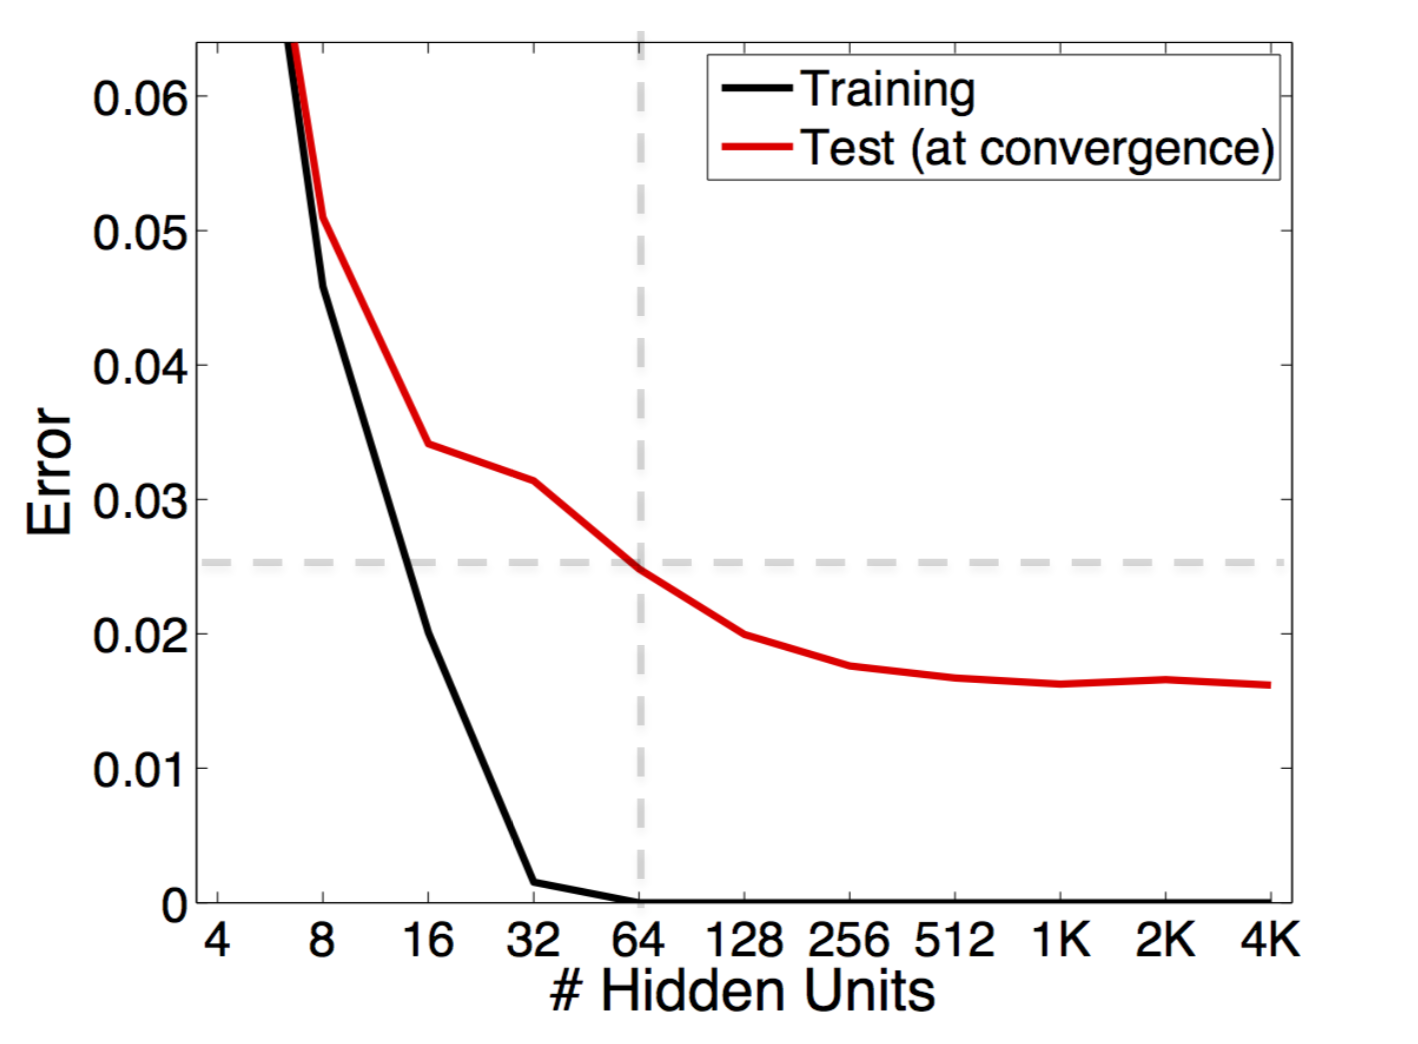 Training
Test (at convergence)
0.06
0.05
0.04
0.03
0.02
0.01
0
Error
4 8 16 32 64 128 256 512 1K 2K 4K
# Hidden Units